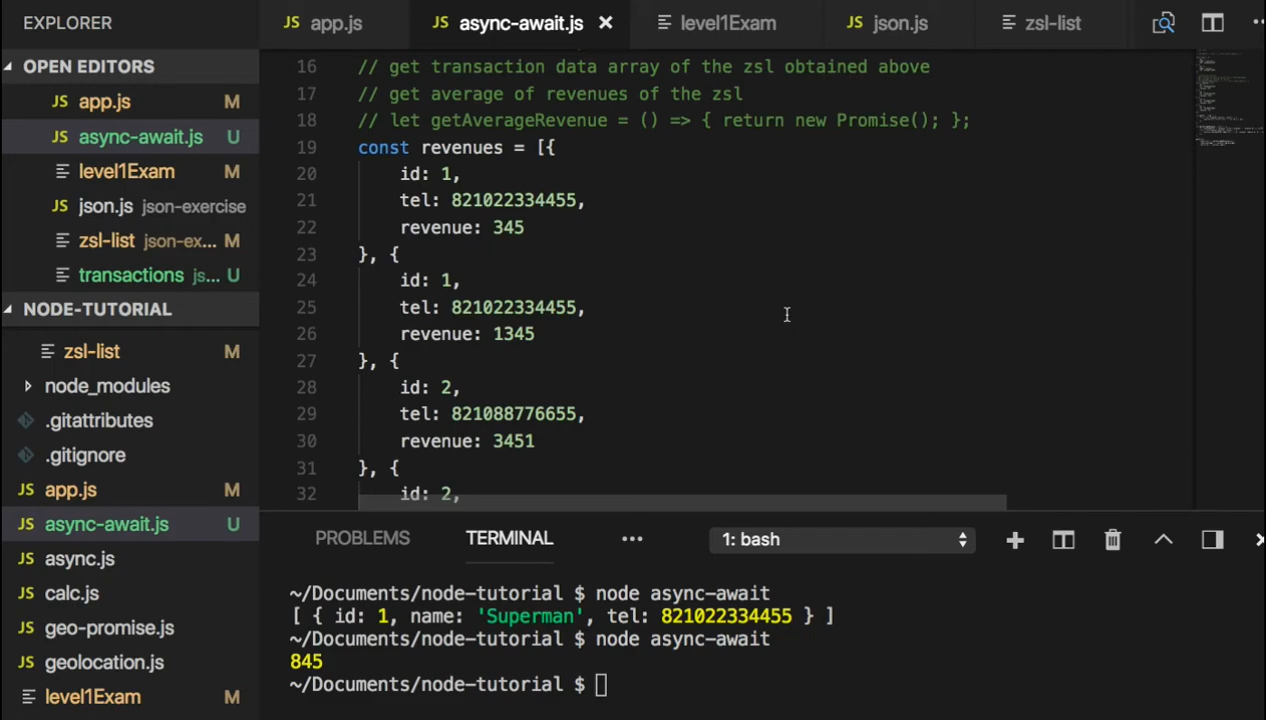 EXPLORER
JS app.js
JS async-await.js ×
level1Exam
JS json.js
zsl-list
OPEN EDITORS
JS app.js M
JS async-await.js U
level1Exam M
JS json.js json-exercise
zsl-list json-ex... M
transactions js... U
NODE-TUTORIAL
zsl-list M
node_modules
.gitattributes
.gitignore
JS app.js M
JS async-await.js U
JS async.js
JS calc.js
JS geo-promise.js
JS geolocation.js
level1Exam M
16 // get transaction data array of the zsl obtained above
17 // get average of revenues of the zsl
18 // let getAverageRevenue = () => { return new Promise(); };
19 const revenues = [{
20 id: 1,
21 tel: 821022334455,
22 revenue: 345
23 }, {
24 id: 1,
25 tel: 821022334455,
26 revenue: 1345
27 }, {
28 id: 2,
29 tel: 821088776655,
30 revenue: 3451
31 }, {
32 id: 2,
PROBLEMS TERMINAL ••• 1: bash
~/Documents/node-tutorial $ node async-await
[ { id: 1, name: 'Superman', tel: 821022334455 } ]
~/Documents/node-tutorial $ node async-await
845
~/Documents/node-tutorial $